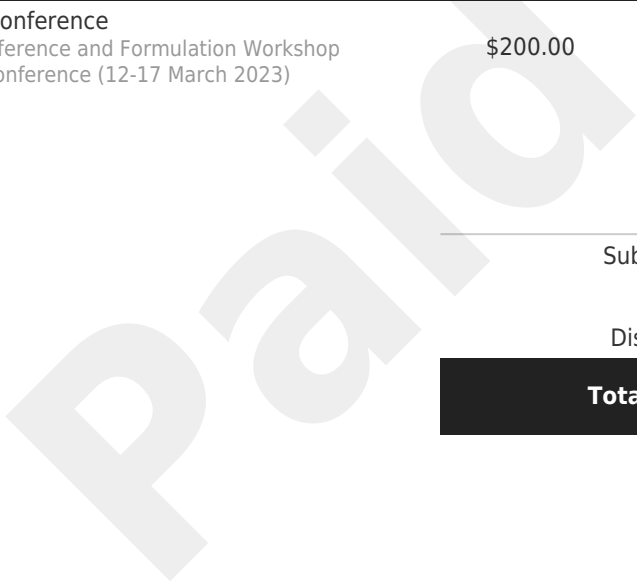 onference
ference and Formulation Workshop
$200.00
onference (12-17 March 2023)
Paid
Sub
Dis
Tota